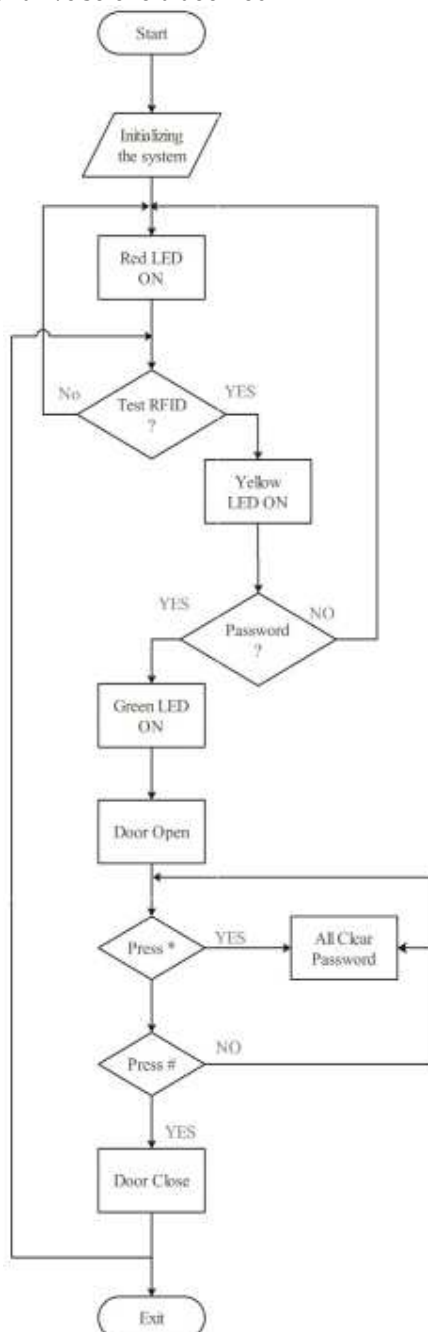 Start
Initializing
the system
Red LED
ON
No
Test RFID
?
YES
Yellow
LED ON
YES
Password
?
NO
Green LED
ON
Door Open
Press *
YES
All Clear
Password
Press #
NO
YES
Door Close
Exit